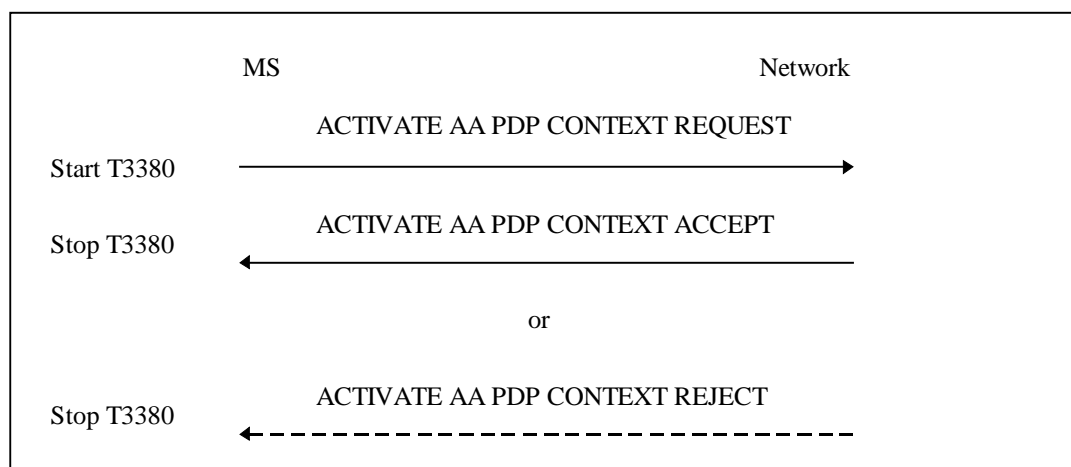 MS Network
ACTIVATE AA PDP CONTEXT REQUEST
Start T3380
ACTIVATE AA PDP CONTEXT ACCEPT
Stop T3380
or
ACTIVATE AA PDP CONTEXT REJECT
Stop T3380